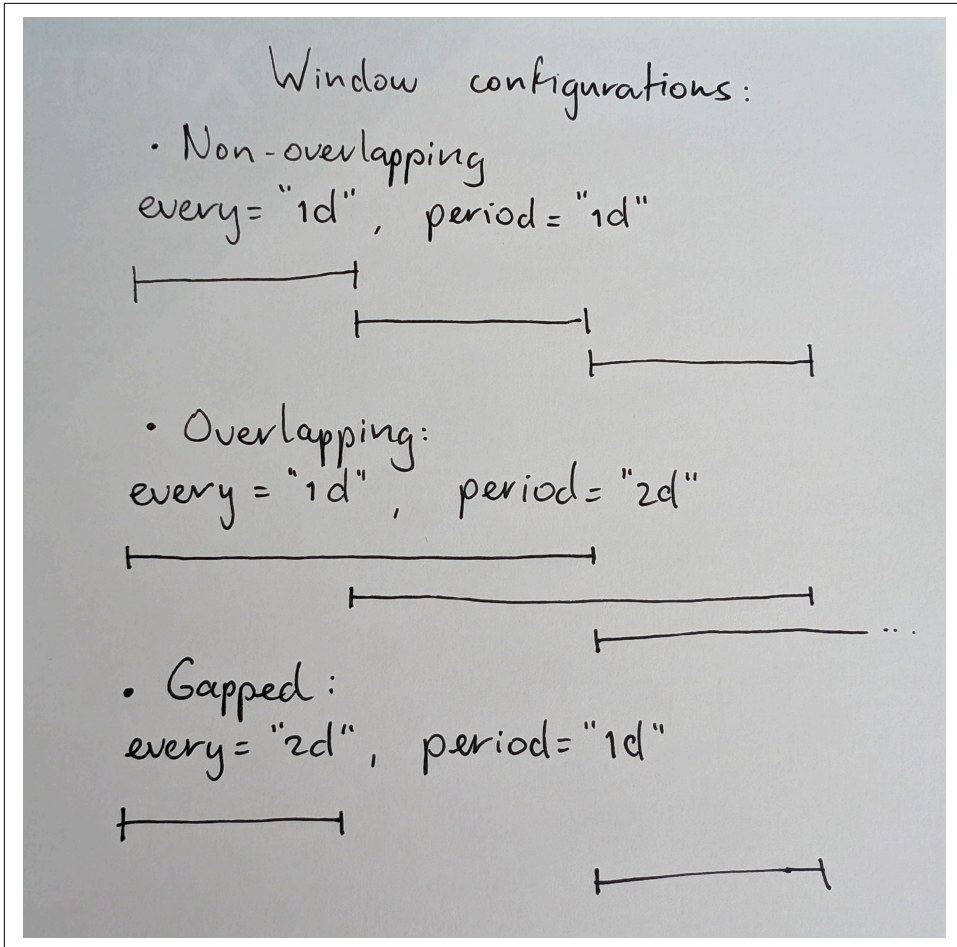 Window configurations:
· Non-overlapping
every="1d", period="1d"
· Overlapping:
every="1d", period="2d"
...
· Gapped:
every="2d", period="1d"